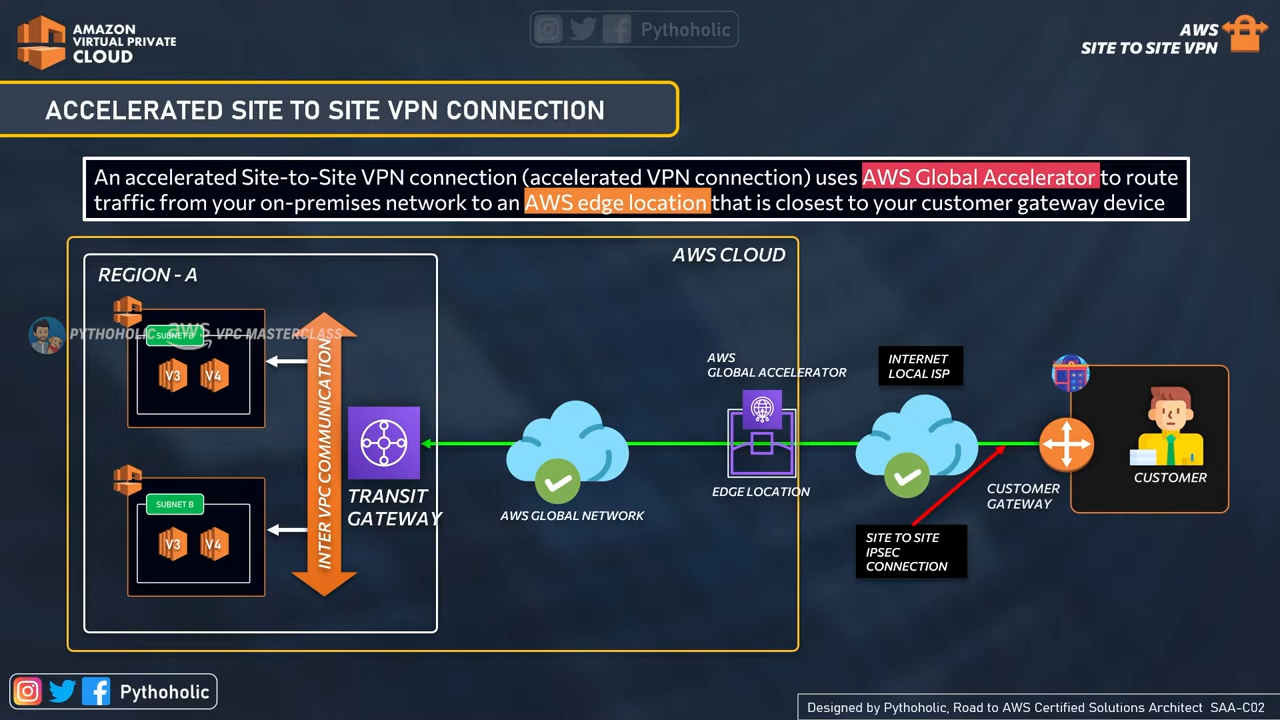 AMAZON
VIRTUAL PRIVATE
CLOUD
Pythoholic
AWS
SITE TO SITE VPN
ACCELERATED SITE TO SITE VPN CONNECTION
An accelerated Site-to-Site VPN connection (accelerated VPN connection) uses AWS Global Accelerator to route
traffic from your on-premises network to an AWS edge location that is closest to your customer gateway device
AWS CLOUD
REGION - A
PYTHOHOLIC aws VPC MASTERCLASS
SUBNET B
V3 V4
INTER VPC COMMUNICATION
SUBNET B
V3 V4
TRANSIT
GATEWAY
AWS GLOBAL NETWORK
AWS
GLOBAL ACCELERATOR
EDGE LOCATION
INTERNET
LOCAL ISP
SITE TO SITE
IPSEC
CONNECTION
CUSTOMER
GATEWAY
CUSTOMER
Pythoholic
Designed by Pythoholic, Road to AWS Certified Solutions Architect SAA-C02